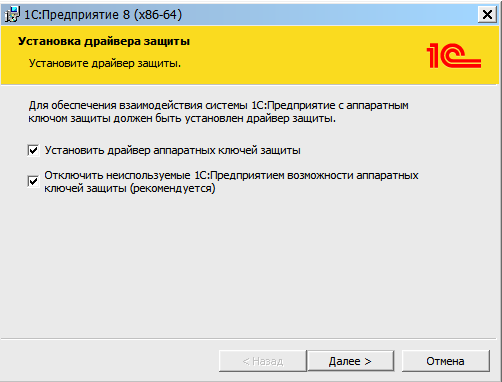 1С:Предприятие 8 (x86-64)
Установка драйвера защиты
Установите драйвер защиты.
1С
Для обеспечения взаимодействия системы 1С:Предприятие с аппаратным
ключом защиты должен быть установлен драйвер защиты.
Установить драйвер аппаратных ключей защиты
Отключить неиспользуемые 1С:Предприятием возможности аппаратных
ключей защиты (рекомендуется)
< Назад
Далее >
Отмена